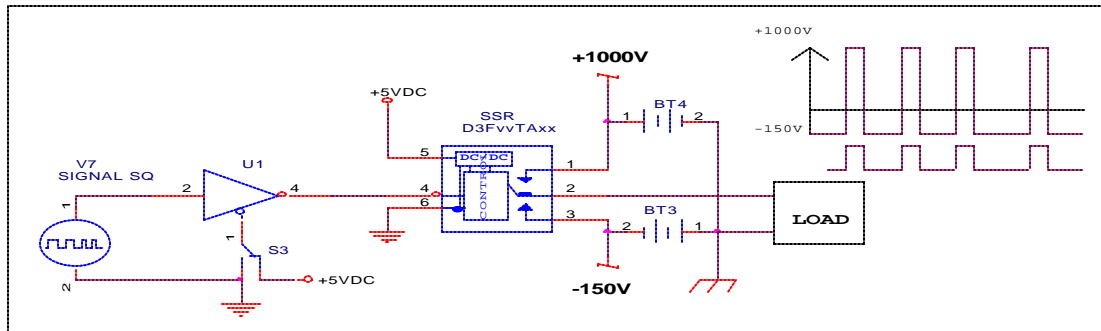 +1000V
-150V
+1000V
BT4
1
2
+5VDC
SSR
D3FvvTAxx
5
DC
DC
CONTROL
1
4
2
6
3
V7
SIGNAL SQ
U1
2
4
1
1
S3
+5VDC
2
BT3
2
1
-150V
LOAD